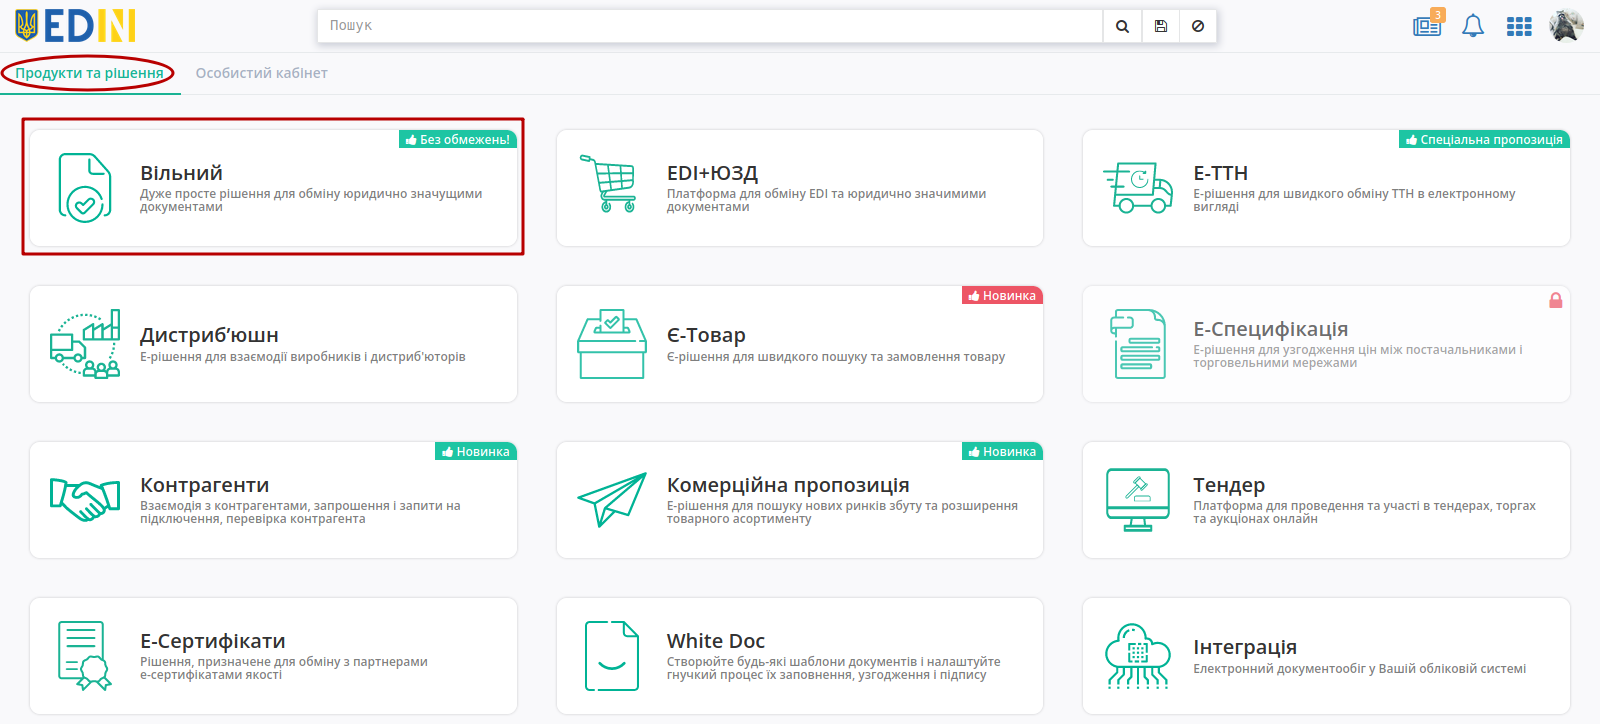 EDIN
Пошук
3
Продукти та рішення
Особистий кабінет
Без обмежень!
Вільний
Дуже просте рішення для обміну юридично значущими
документами
EDI+ЮЗД
Платформа для обміну EDI та юридично значимими
документами
Спеціальна пропозиція
Е-ТТН
Е-рішення для швидкого обміну ТТН в електронному
вигляді
Дистриб’юшн
Е-рішення для взаємодії виробників і дистриб'юторів
Новинка
Є-Товар
Є-рішення для швидкого пошуку та замовлення товару
Е-Специфікація
Е-рішення для узгодження цін між постачальниками і
торговельними мережами
Новинка
Контрагенти
Взаємодія з контрагентами, запрошення і запити на
підключення, перевірка контрагента
Новинка
Комерційна пропозиція
Е-рішення для пошуку нових ринків збуту та розширення
товарного асортименту
Тендер
Платформа для проведення та участі в тендерах, торгах
та аукціонах онлайн
Е-Сертифікати
Рішення, призначене для обміну з партнерами
е-сертифікатами якості
White Doc
Створюйте будь-які шаблони документів і налаштуйте
гнучкий процес їх заповнення, узгодження і підпису
Інтеграція
Електронний документообіг у Вашій обліковій системі